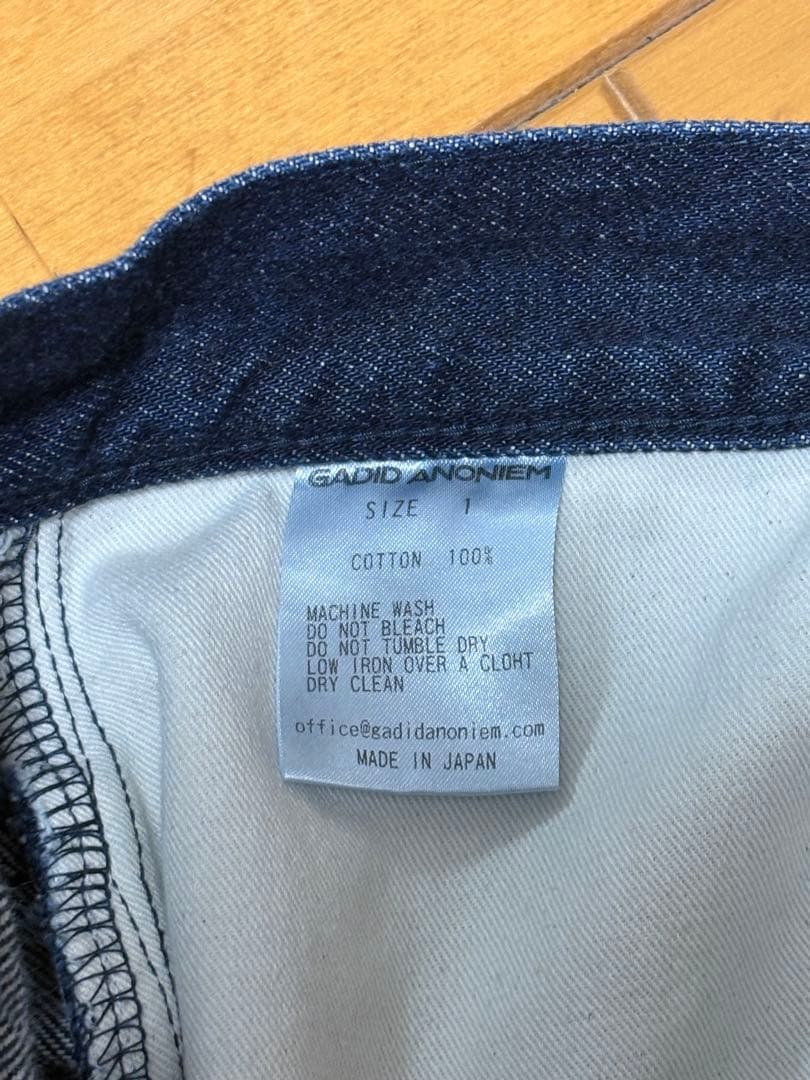 GADID ANONIEM
SIZE 1
COTTON 100%
MACHINE WASH
DO NOT BLEACH
DO NOT TUMBLE DRY
LOW IRON OVER A CLOHT
DRY CLEAN
office@gadidanoniem.com
MADE IN JAPAN